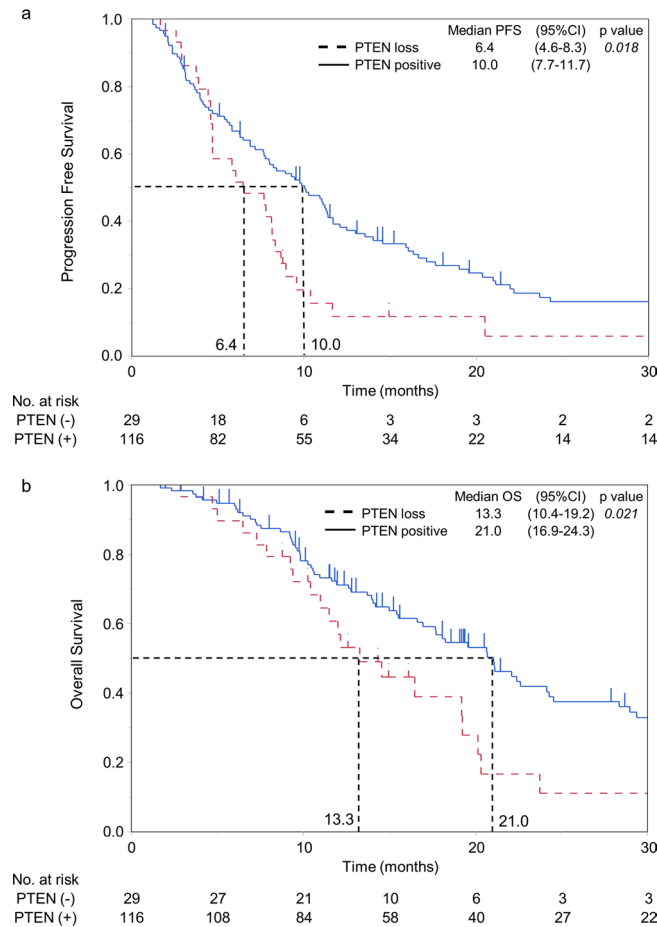 a
Median PFS (95%CI) p value
PTEN loss 6.4 (4.6-8.3) 0.018
PTEN positive 10.0 (7.7-11.7)
1.0
0.8
0.6
0.4
0.2
0.0
Progression Free Survival
6.4 10.0
0 10 20 30
Time (months)
No. at risk
PTEN (-) 29 18 6 3 3 2 2
PTEN (+) 116 82 55 34 22 14 14
b
Median OS (95%CI) p value
PTEN loss 13.3 (10.4-19.2) 0.021
PTEN positive 21.0 (16.9-24.3)
1.0
0.8
0.6
0.4
0.2
0.0
Overall Survival
13.3 21.0
0 10 20 30
Time (months)
No. at risk
PTEN (-) 29 27 21 10 6 3 3
PTEN (+) 116 108 84 58 40 27 22